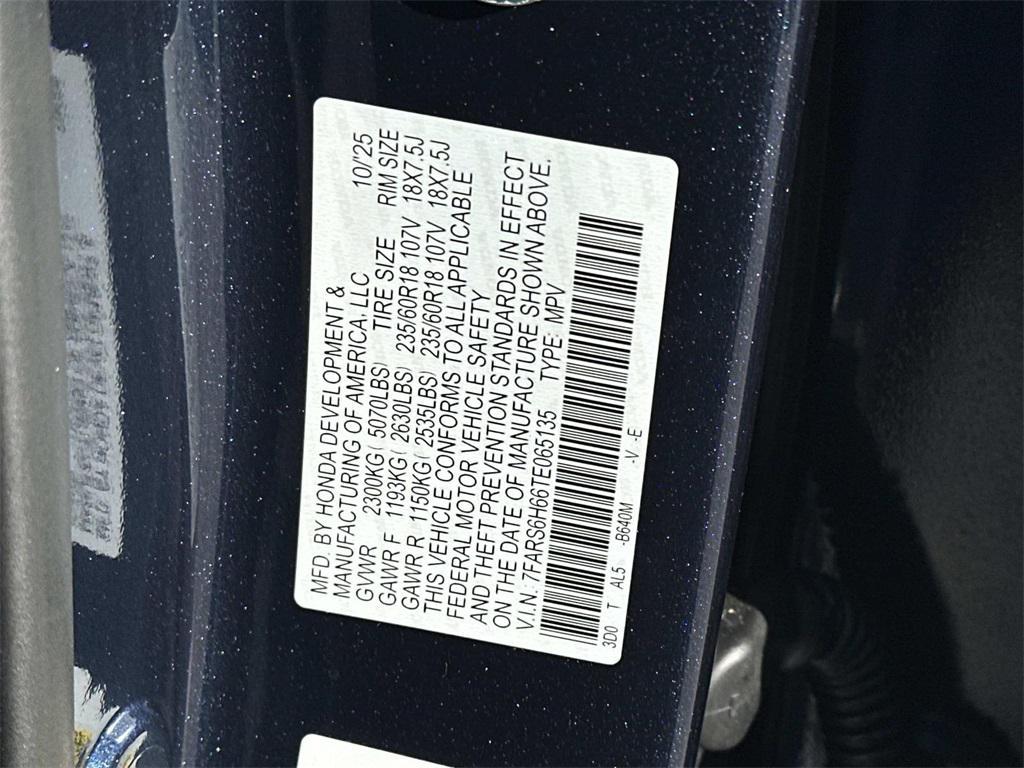 MFD. BY HONDA DEVELOPMENT & 10/'25
MANUFACTURING OF AMERICA, LLC
GVWR 2300KG ( 5070LBS) TIRE SIZE RIM SIZE
GAWR F 1193KG ( 2630LBS) 235/60R18 107V 18X7.5J
GAWR R 1150KG ( 2535LBS) 235/60R18 107V 18X7.5J
THIS VEHICLE CONFORMS TO ALL APPLICABLE
FEDERAL MOTOR VEHICLE SAFETY
AND THEFT PREVENTION STANDARDS IN EFFECT
ON THE DATE OF MANUFACTURE SHOWN ABOVE.
V.I.N.: 7FARS6H66TE065135 TYPE: MPV
3D0 T AL5 -B640M -V -E